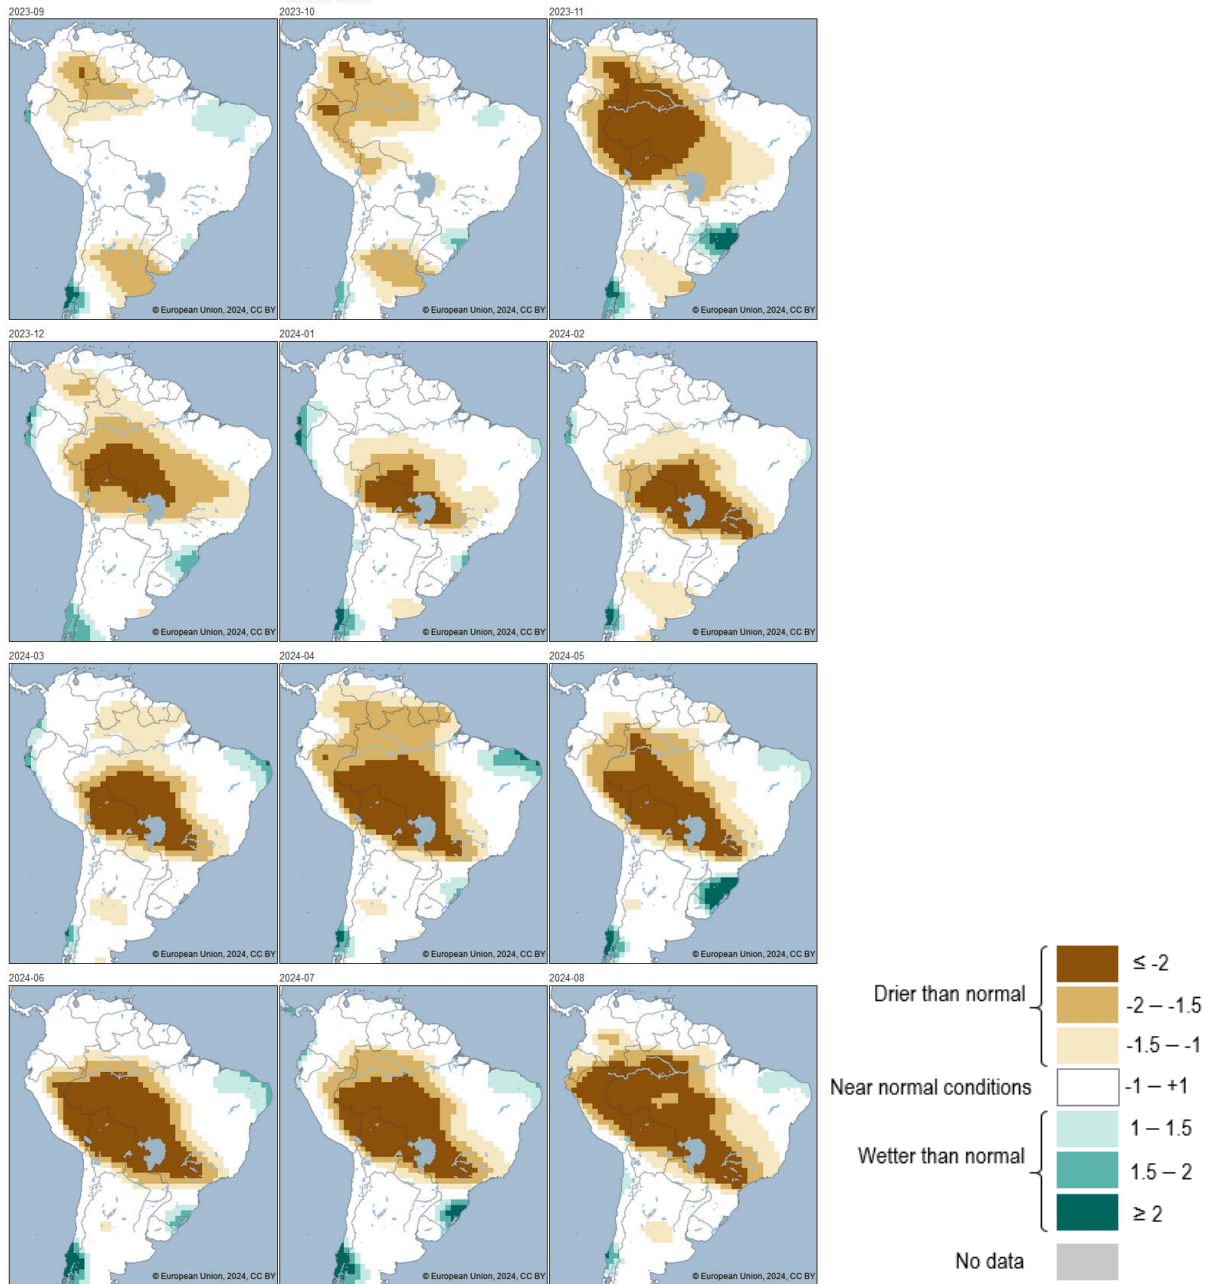 2023-09
2023-10
2023-11
© European Union, 2024, CC BY
© European Union, 2024, CC BY
© European Union, 2024, CC BY
2023-12
2024-01
2024-02
© European Union, 2024, CC BY
© European Union, 2024, CC BY
© European Union, 2024, CC BY
2024-03
2024-04
2024-05
© European Union, 2024, CC BY
© European Union, 2024, CC BY
© European Union, 2024, CC BY
2024-06
2024-07
2024-08
© European Union, 2024, CC BY
© European Union, 2024, CC BY
© European Union, 2024, CC BY
Drier than normal
≤ -2
-2 – -1.5
-1.5 – -1
Near normal conditions
-1 – +1
Wetter than normal
1 – 1.5
1.5 – 2
≥ 2
No data